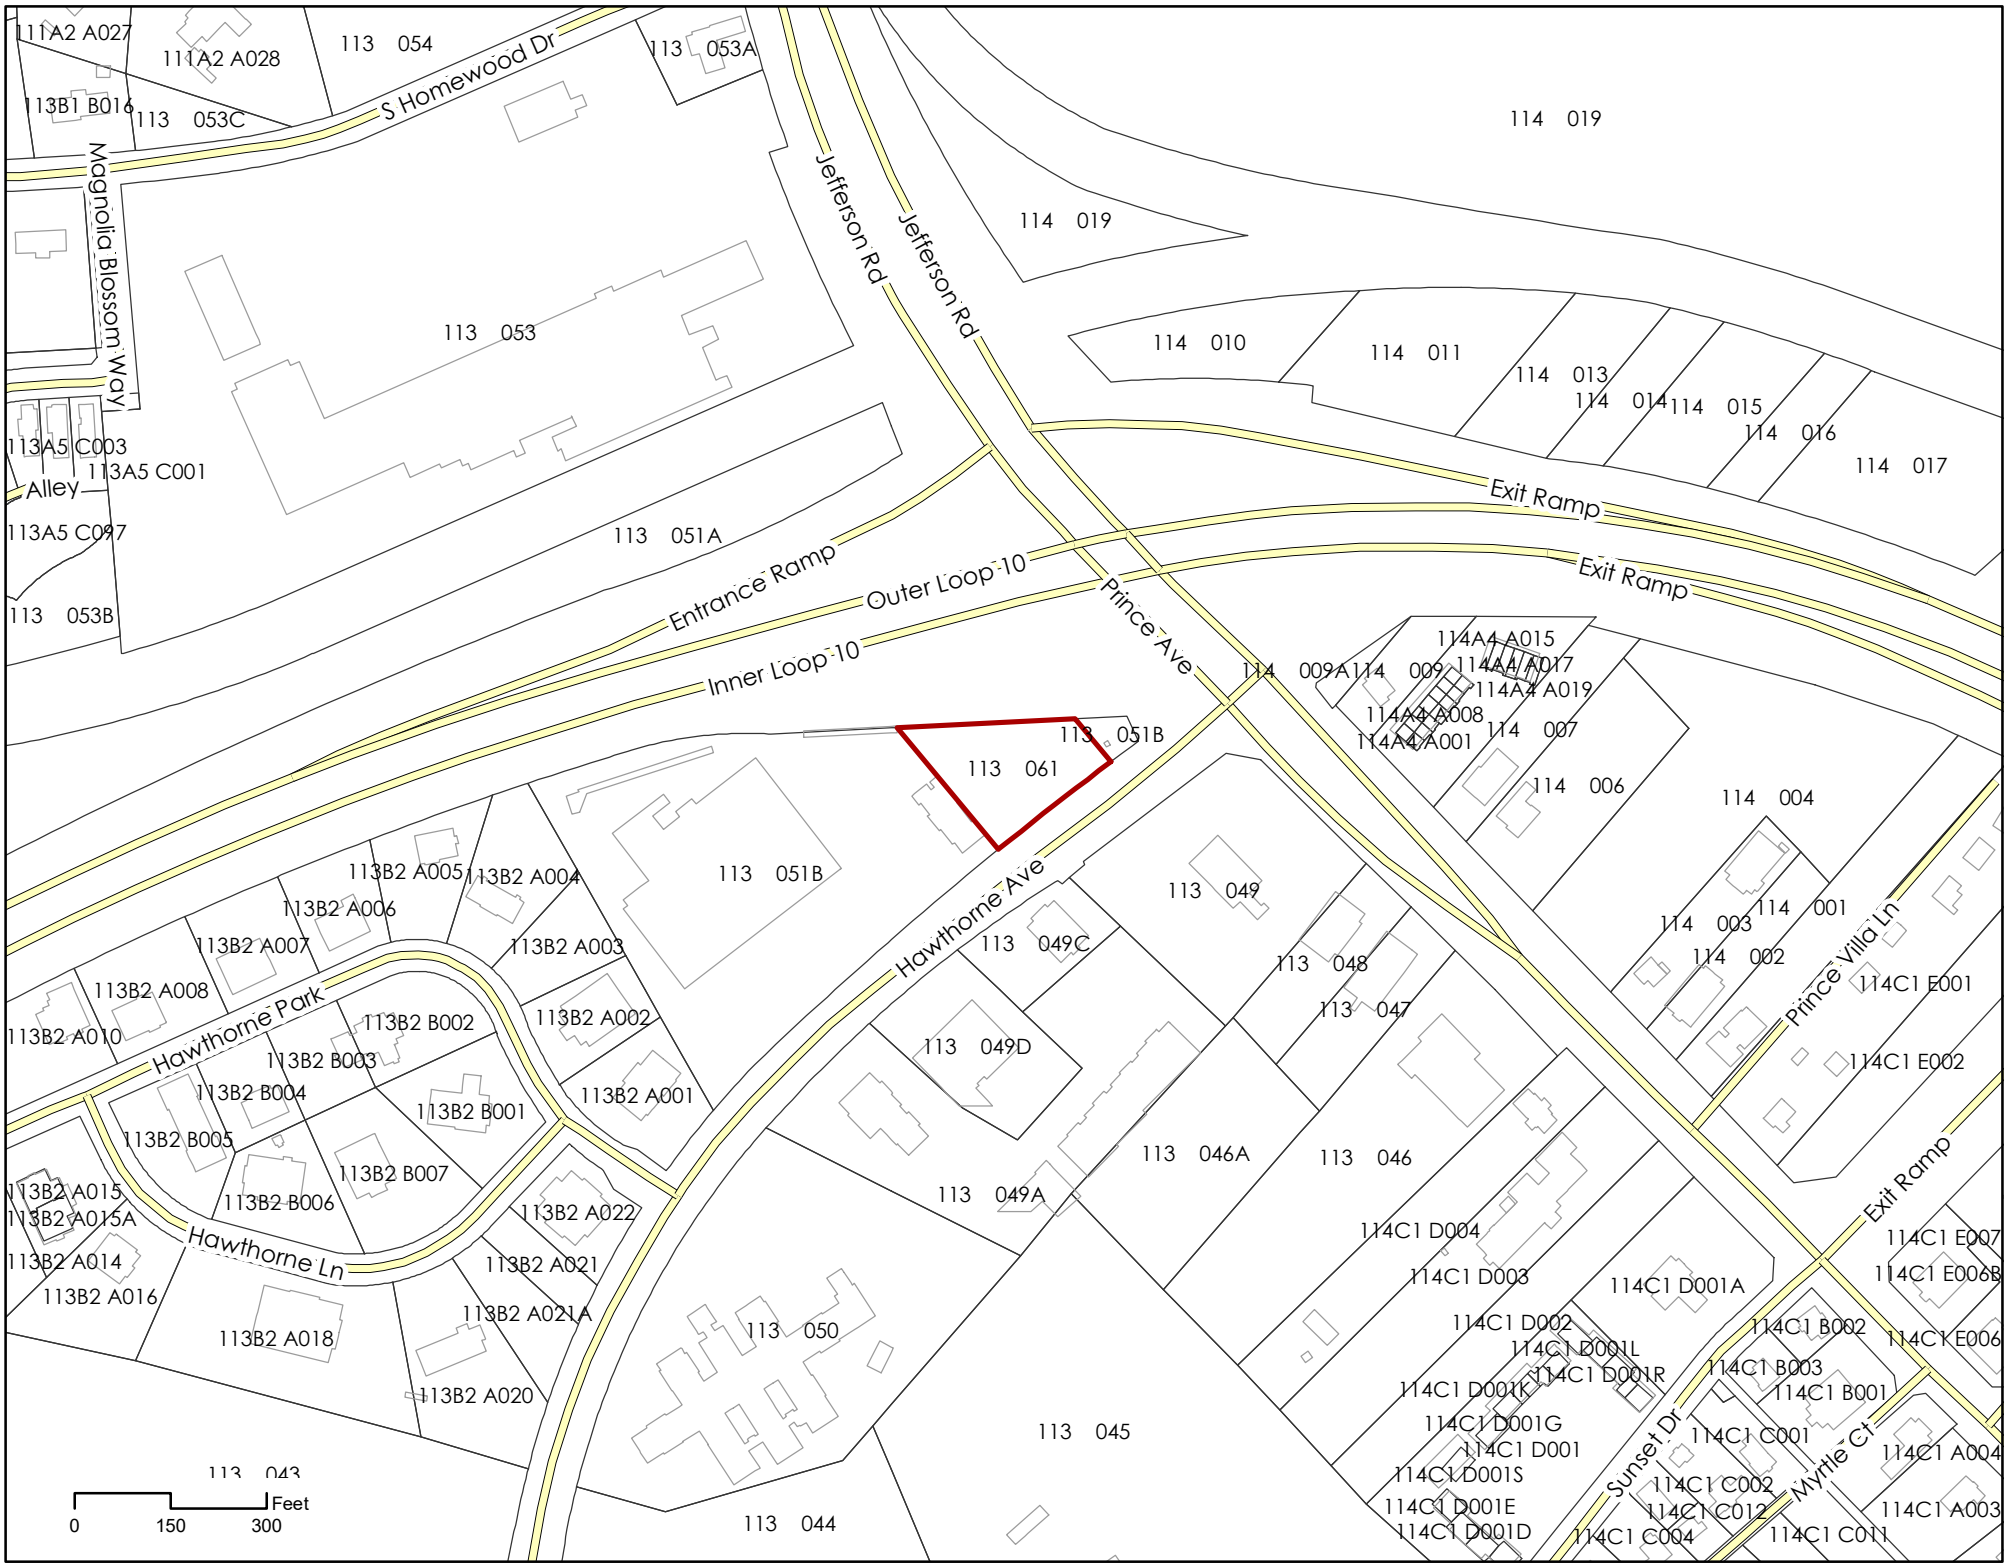 111A2 A027
111A2 A028
113 054
113 053A
S Homewood Dr
113B1 B016
113 053C
114 019
Magnolia Blossom Way
Jefferson Rd
Jefferson Rd
114 019
113 053
114 010
114 011
114 013
114 014
114 015
114 016
114 017
113A5 C003
113A5 C001
Alley
113A5 C097
113 053B
113 051A
Exit Ramp
Exit Ramp
Entrance Ramp
Outer Loop 10
Inner Loop 10
Prince Ave
114 009A
114 009
114A4 A015
114A4 A017
114A4 A019
114A4 A008
114A4 A001
114 007
114 006
114 004
113 051B
113 061
113 051B
113 049
Hawthorne Ave
113 049C
113 048
113 047
114 003
114 001
114 002
Prince Villa Ln
114C1 E001
114C1 E002
113B2 A005
113B2 A004
113B2 A006
113B2 A007
113B2 A003
113B2 A008
113B2 A010
Hawthorne Park
113B2 A002
113B2 B002
113B2 B003
113B2 B004
113B2 B001
113B2 A001
113B2 B005
113B2 B007
113B2 B006
113B2 A015
113B2 A015A
113B2 A014
113B2 A016
Hawthorne Ln
113B2 A022
113B2 A021
113B2 A021A
113B2 A018
113B2 A020
113 049D
113 046A
113 046
113 049A
113 050
113 045
113 044
113 043
114C1 D004
114C1 D003
114C1 D002
114C1 D001A
114C1 D001L
114C1 D001R
114C1 D001K
114C1 D001G
114C1 D001
114C1 D001S
114C1 D001E
114C1 D001D
Exit Ramp
114C1 E007
114C1 E006B
114C1 E006
114C1 B002
114C1 B003
114C1 B001
Sunset Dr
Myrtle Ct
114C1 C001
114C1 C002
114C1 C012
114C1 C004
114C1 C011
114C1 A004
114C1 A003
Feet
0 150 300